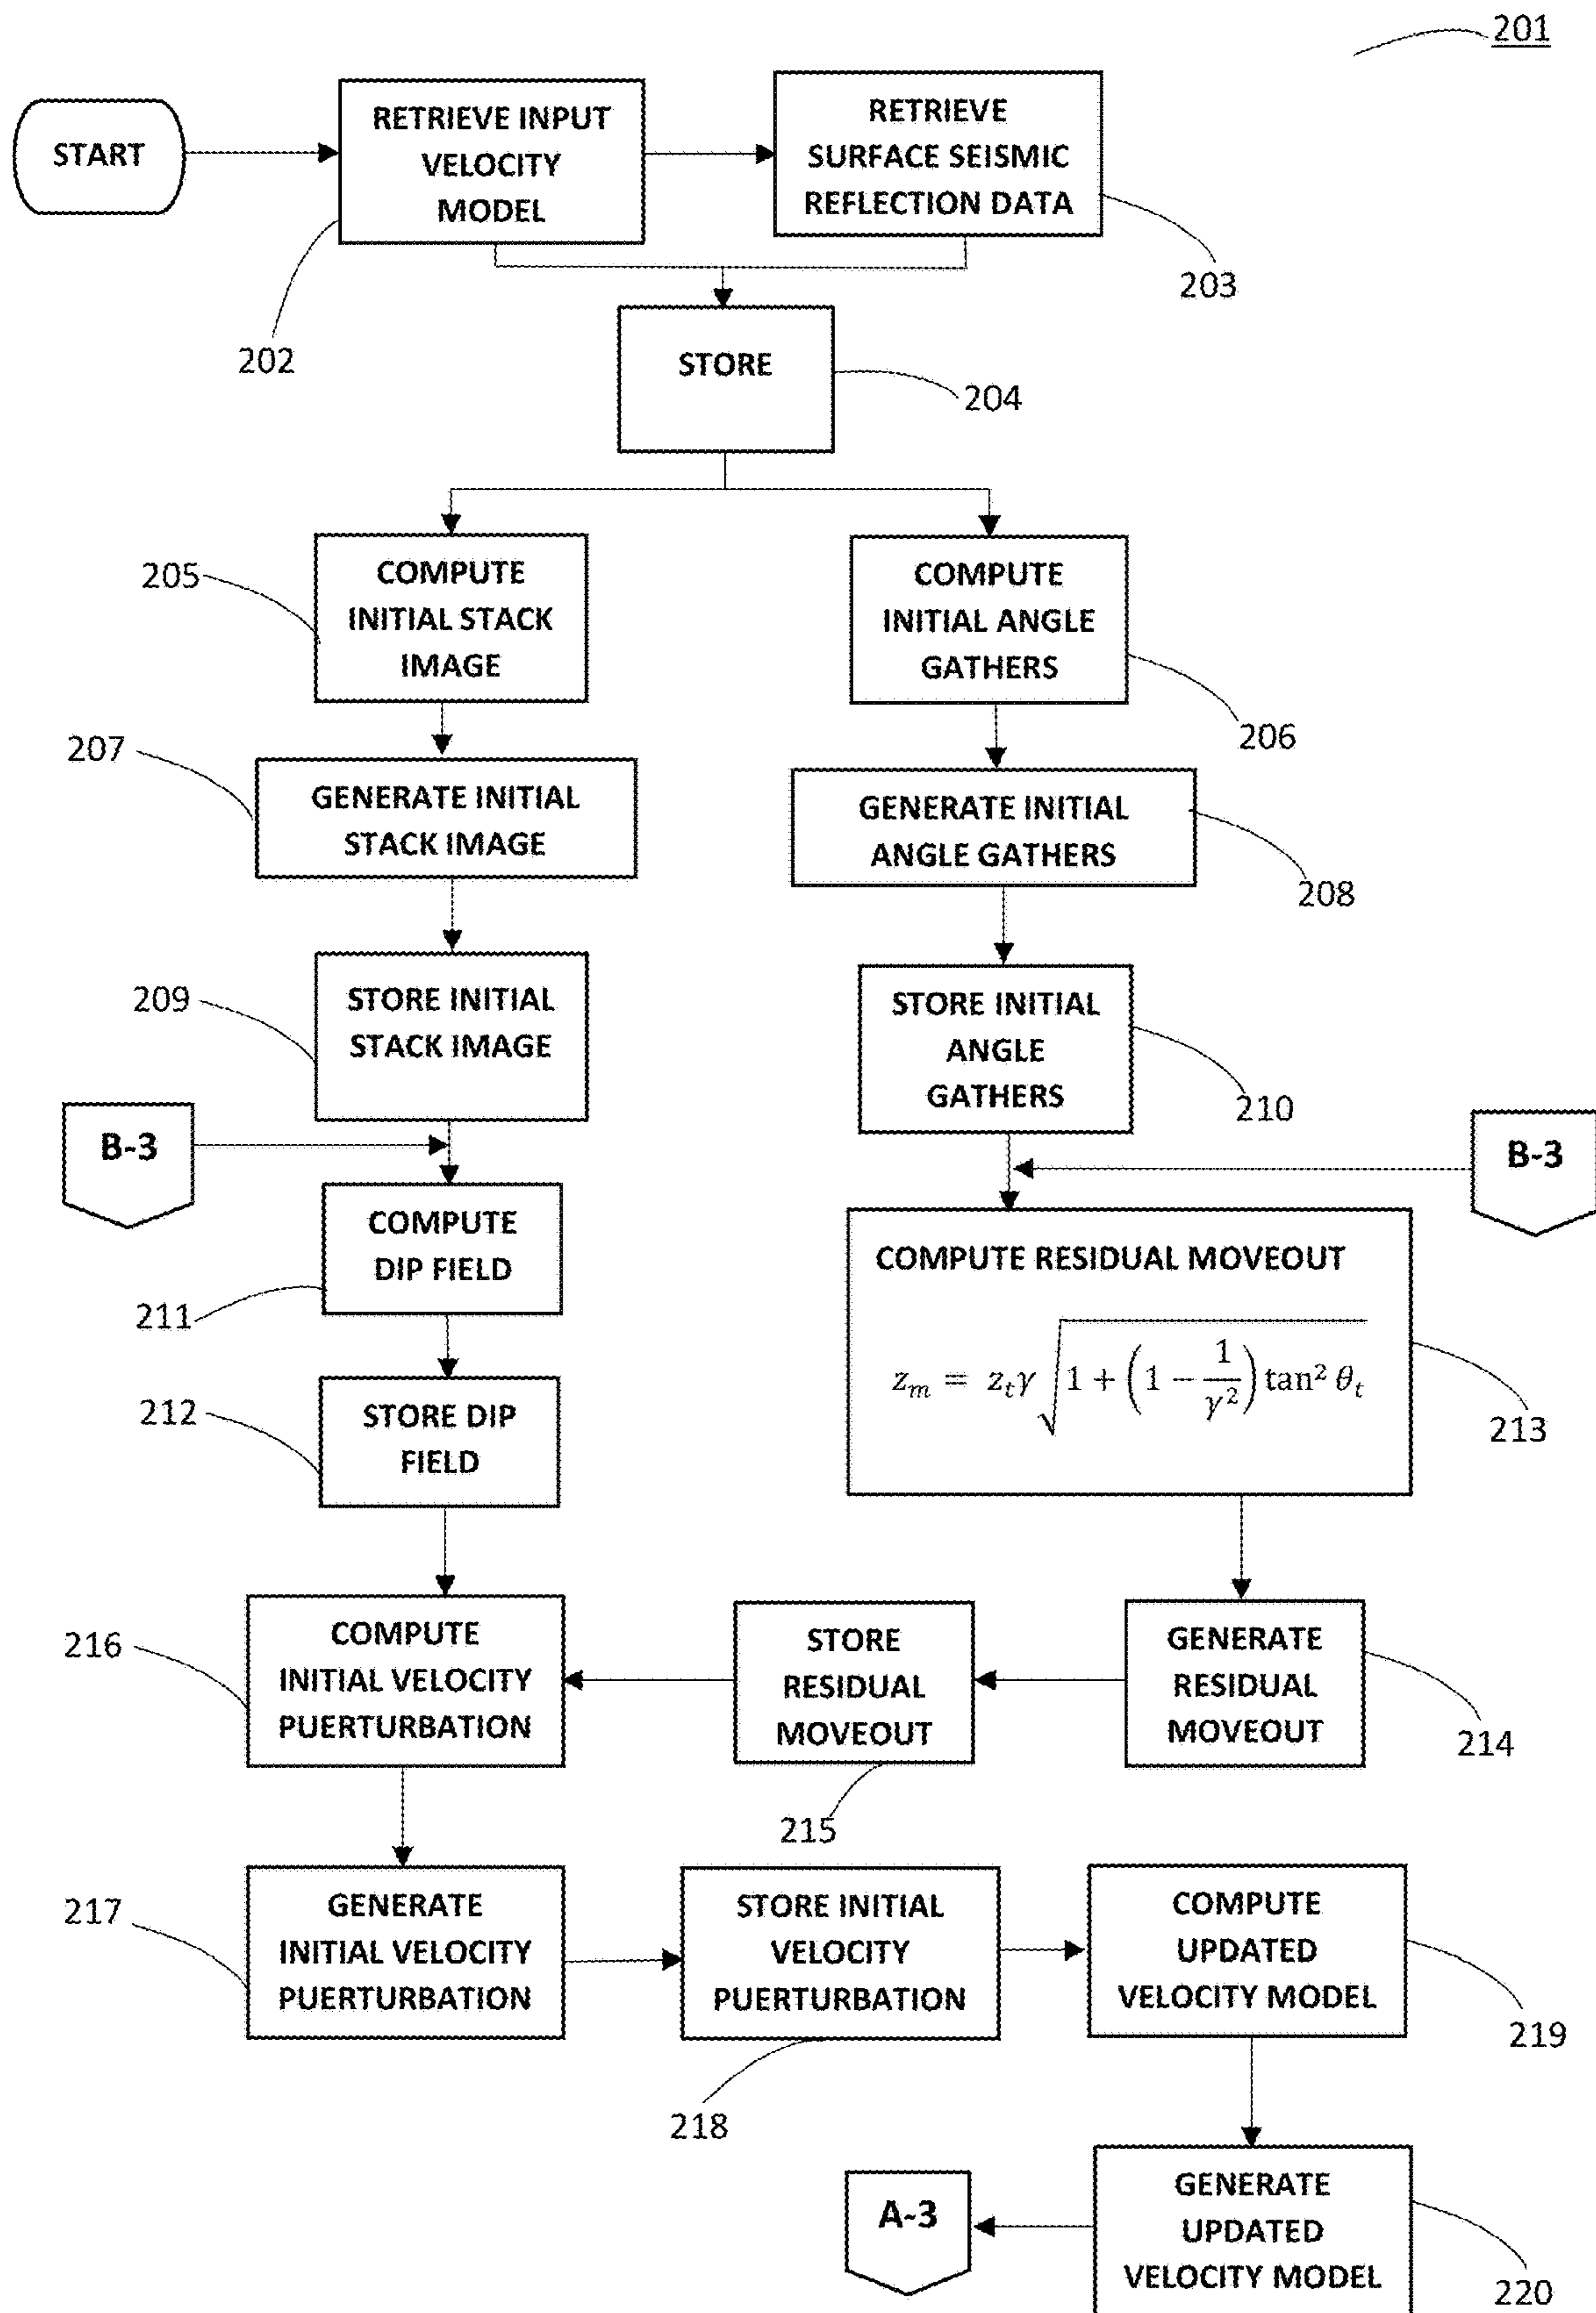 201
START
RETRIEVE INPUT
VELOCITY
MODEL
RETRIEVE
SURFACE SEISMIC
REFLECTION DATA
202
203
STORE
204
COMPUTE
INITIAL STACK
IMAGE
205
COMPUTE
INITIAL ANGLE
GATHERS
206
GENERATE INITIAL
STACK IMAGE
207
GENERATE INITIAL
ANGLE GATHERS
208
STORE INITIAL
STACK IMAGE
209
STORE INITIAL
ANGLE
GATHERS
210
B-3
B-3
COMPUTE
DIP FIELD
211
COMPUTE RESIDUAL MOVEOUT
z_m = z_t γ √(1 + (1 − 1/γ²) tan² θ_t)
213
STORE DIP
FIELD
212
COMPUTE
INITIAL VELOCITY
PUERTURBATION
216
STORE
RESIDUAL
MOVEOUT
215
GENERATE
RESIDUAL
MOVEOUT
214
GENERATE
INITIAL VELOCITY
PUERTURBATION
217
STORE INITIAL
VELOCITY
PUERTURBATION
218
COMPUTE
UPDATED
VELOCITY MODEL
219
A-3
GENERATE
UPDATED
VELOCITY MODEL
220